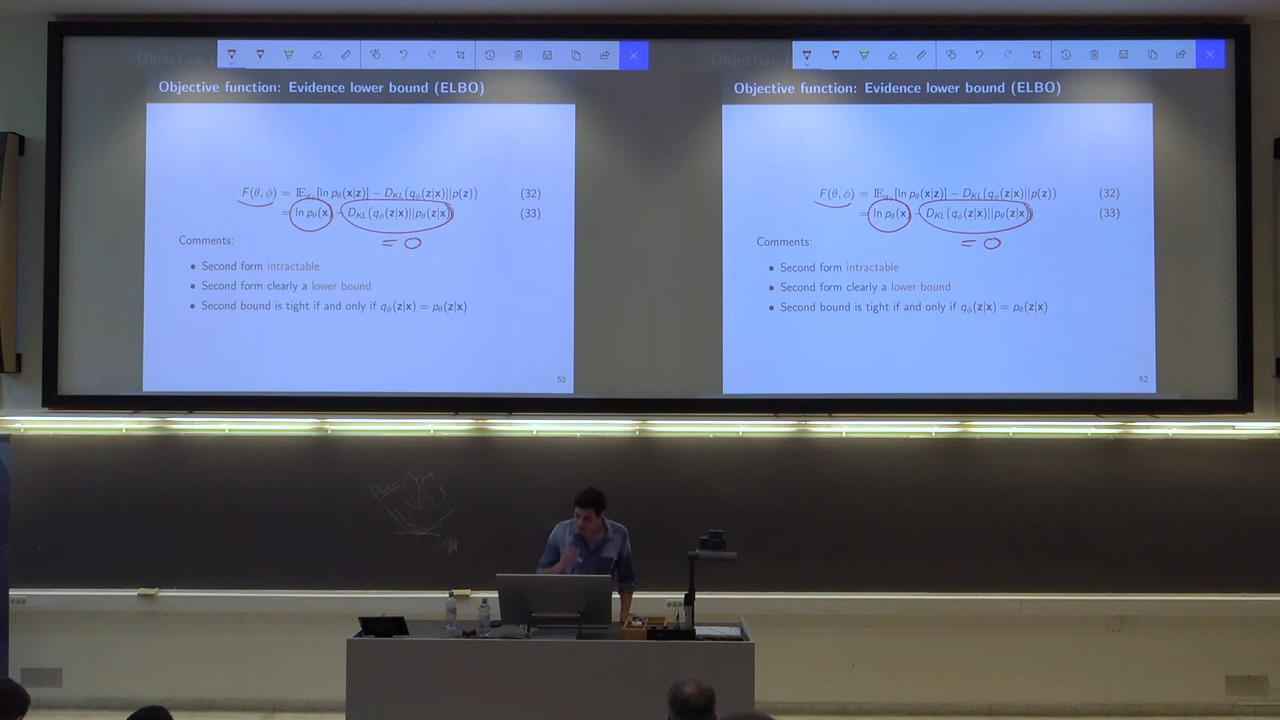 Objective function: Evidence lower bound (ELBO)
F(θ, ϕ) = 𝔼_{q_ϕ}[ln p_θ(x|z)] − D_{KL}(q_ϕ(z|x)||p(z)) (32)
= ln p_θ(x) − D_{KL}(q_ϕ(z|x)||p_θ(z|x)) (33)
= 0
Comments:
• Second form intractable
• Second form clearly a lower bound
• Second bound is tight if and only if q_ϕ(z|x) = p_θ(z|x)
52
Objective function: Evidence lower bound (ELBO)
F(θ, ϕ) = 𝔼_{q_ϕ}[ln p_θ(x|z)] − D_{KL}(q_ϕ(z|x)||p(z)) (32)
= ln p_θ(x) − D_{KL}(q_ϕ(z|x)||p_θ(z|x)) (33)
= 0
Comments:
• Second form intractable
• Second form clearly a lower bound
• Second bound is tight if and only if q_ϕ(z|x) = p_θ(z|x)
52